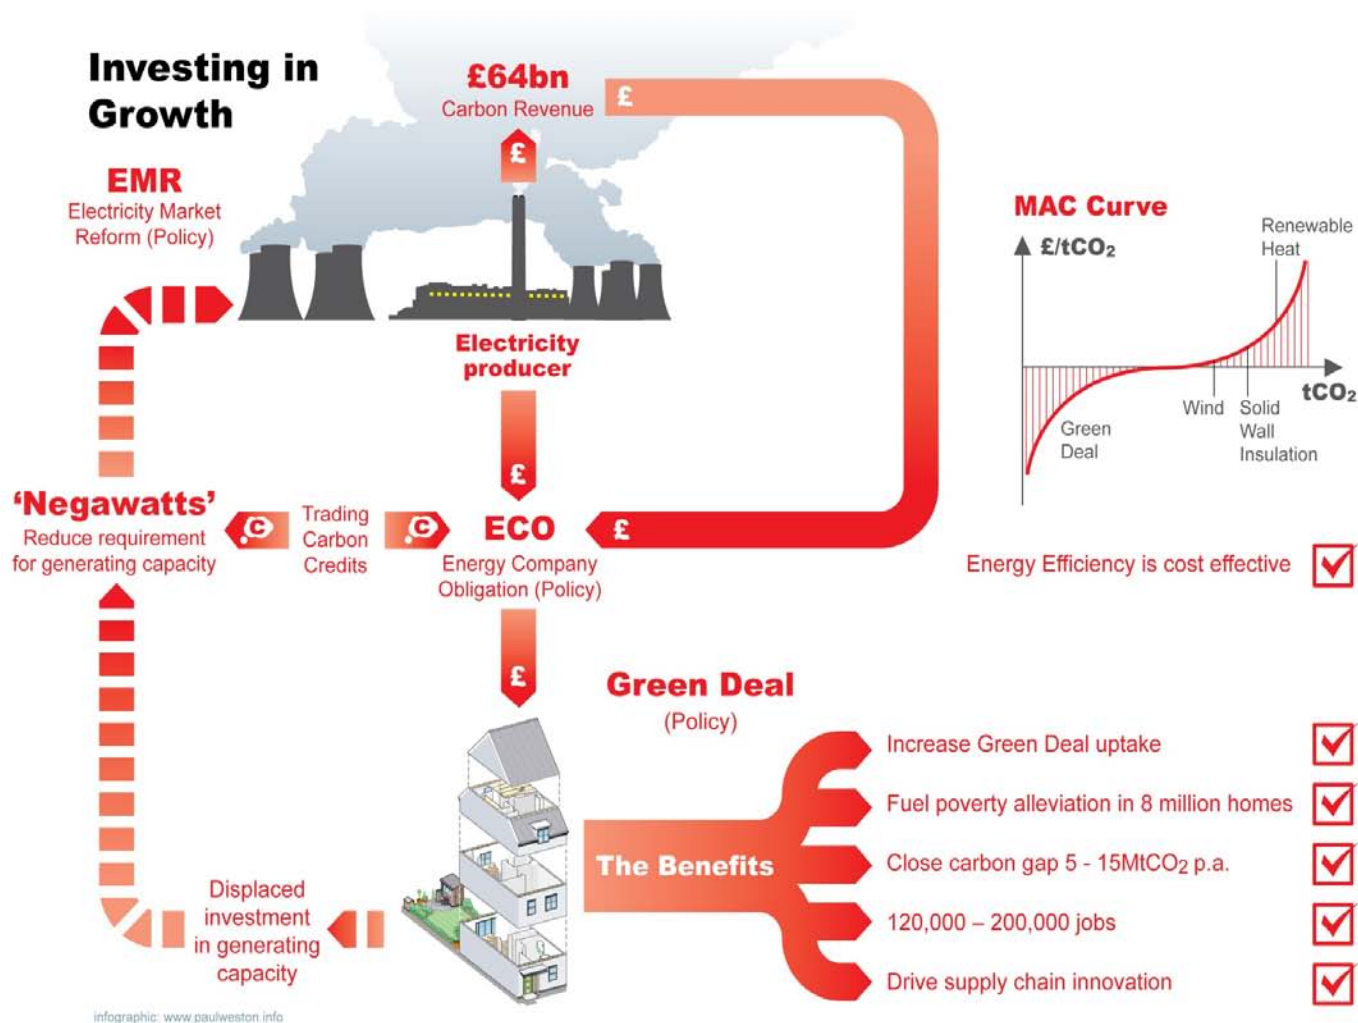 Investing in
Growth
£64bn
Carbon Revenue
£
£
EMR
Electricity Market
Reform (Policy)
MAC Curve
£/tCO₂
Renewable
Heat
tCO₂
Wind
Solid
Wall
Insulation
Green
Deal
Electricity
producer
£
'Negawatts'
Reduce requirement
for generating capacity
C
Trading
Carbon
Credits
C
ECO
Energy Company
Obligation (Policy)
£
Energy Efficiency is cost effective
£
Green Deal
(Policy)
The Benefits
Increase Green Deal uptake
Fuel poverty alleviation in 8 million homes
Close carbon gap 5 - 15MtCO₂ p.a.
120,000 – 200,000 jobs
Drive supply chain innovation
Displaced
investment
in generating
capacity
infographic: www.paulweston.info